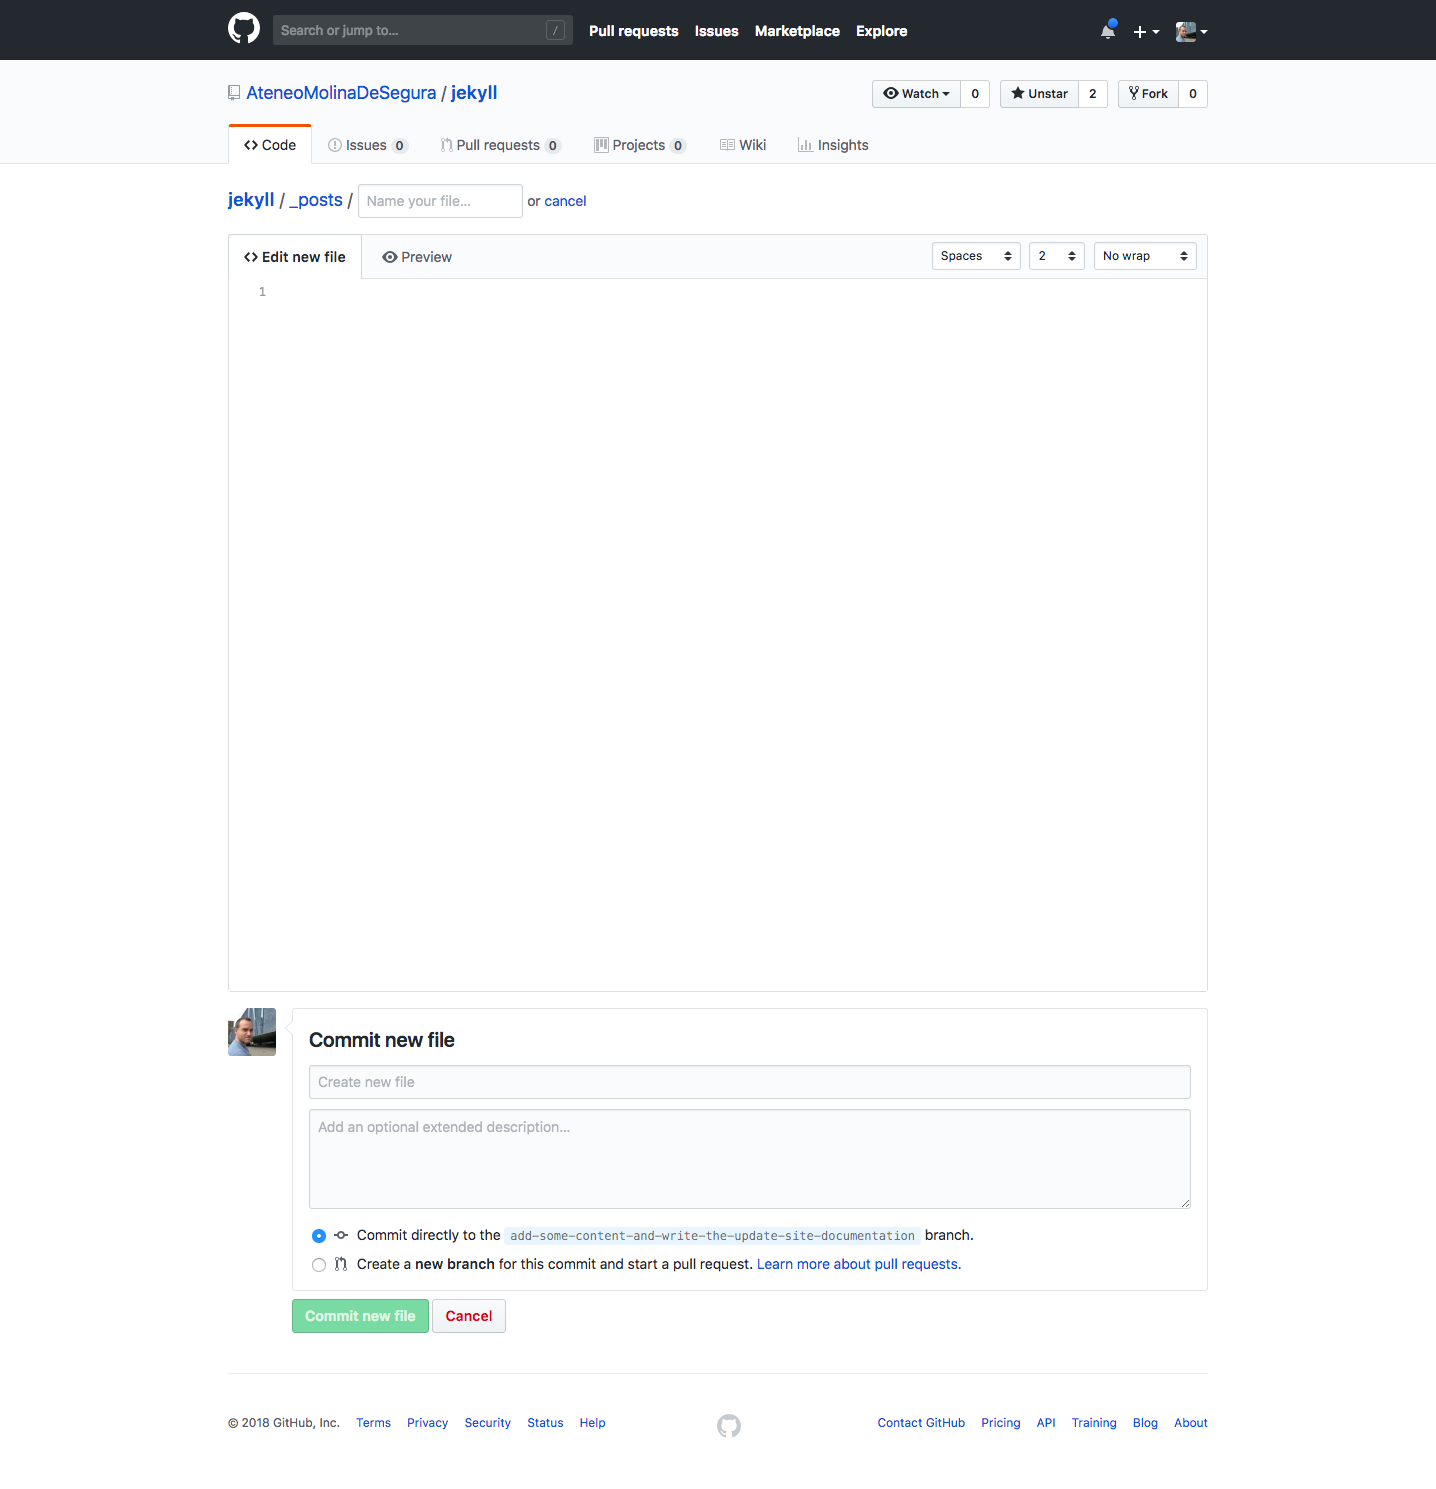 Search or jump to... / Pull requests Issues Marketplace Explore
AteneoMolinaDeSegura / jekyll Watch 0 Unstar 2 Fork 0
Code Issues 0 Pull requests 0 Projects 0 Wiki Insights
jekyll / _posts / Name your file... or cancel
Edit new file Preview Spaces 2 No wrap
1
Commit new file
Create new file
Add an optional extended description...
Commit directly to the add-some-content-and-write-the-update-site-documentation branch.
Create a new branch for this commit and start a pull request. Learn more about pull requests.
Commit new file Cancel
© 2018 GitHub, Inc. Terms Privacy Security Status Help Contact GitHub Pricing API Training Blog About